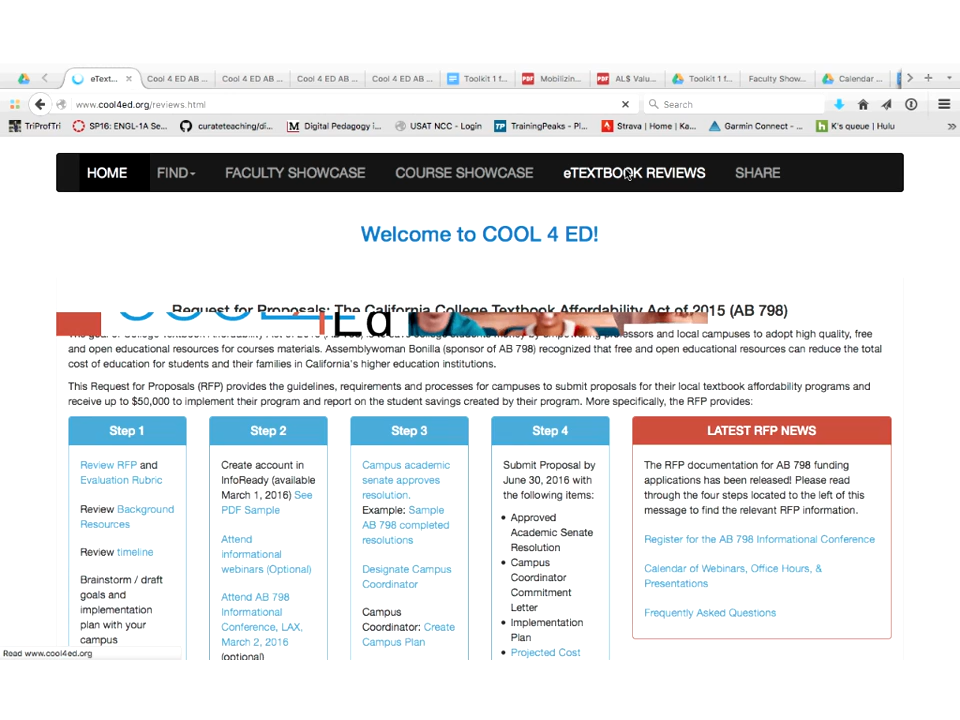 eText...
Cool 4 ED AB ...
Cool 4 ED AB ...
Cool 4 ED AB ...
Cool 4 ED AB ...
Toolkit 1 f...
Mobilizin...
AL$ Valu...
Toolkit 1 f...
Faculty Show...
Calendar ...
www.cool4ed.org/reviews.html
Search
TriProfTri
SP16: ENGL-1A Se...
curateteaching/di...
Digital Pedagogy i...
USAT NCC - Login
TrainingPeaks - Pl...
Strava | Home | Ka...
Garmin Connect - ...
K's queue | Hulu
HOME FIND FACULTY SHOWCASE COURSE SHOWCASE eTEXTBOOK REVIEWS SHARE
Welcome to COOL 4 ED!
Request for Proposals: The California College Textbook Affordability Act of 2015 (AB 798)
professors and local campuses to adopt high quality, free
and open educational resources for courses materials. Assemblywoman Bonilla (sponsor of AB 798) recognized that free and open educational resources can reduce the total
cost of education for students and their families in California's higher education institutions.
This Request for Proposals (RFP) provides the guidelines, requirements and processes for campuses to submit proposals for their local textbook affordability programs and
receive up to $50,000 to implement their program and report on the student savings created by their program. More specifically, the RFP provides:
Step 1
Review RFP and
Evaluation Rubric
Review Background
Resources
Review timeline
Brainstorm / draft
goals and
implementation
plan with your
campus
Step 2
Create account in
InfoReady (available
March 1, 2016) See
PDF Sample
Attend
informational
webinars (Optional)
Attend AB 798
Informational
Conference, LAX,
March 2, 2016
(optional)
Step 3
Campus academic
senate approves
resolution.
Example: Sample
AB 798 completed
resolutions
Designate Campus
Coordinator
Campus
Coordinator: Create
Campus Plan
Step 4
Submit Proposal by
June 30, 2016 with
the following items:
• Approved
Academic Senate
Resolution
• Campus
Coordinator
Commitment
Letter
• Implementation
Plan
• Projected Cost
LATEST RFP NEWS
The RFP documentation for AB 798 funding
applications has been released! Please read
through the four steps located to the left of this
message to find the relevant RFP information.
Register for the AB 798 Informational Conference
Calendar of Webinars, Office Hours, &
Presentations
Frequently Asked Questions
Read www.cool4ed.org